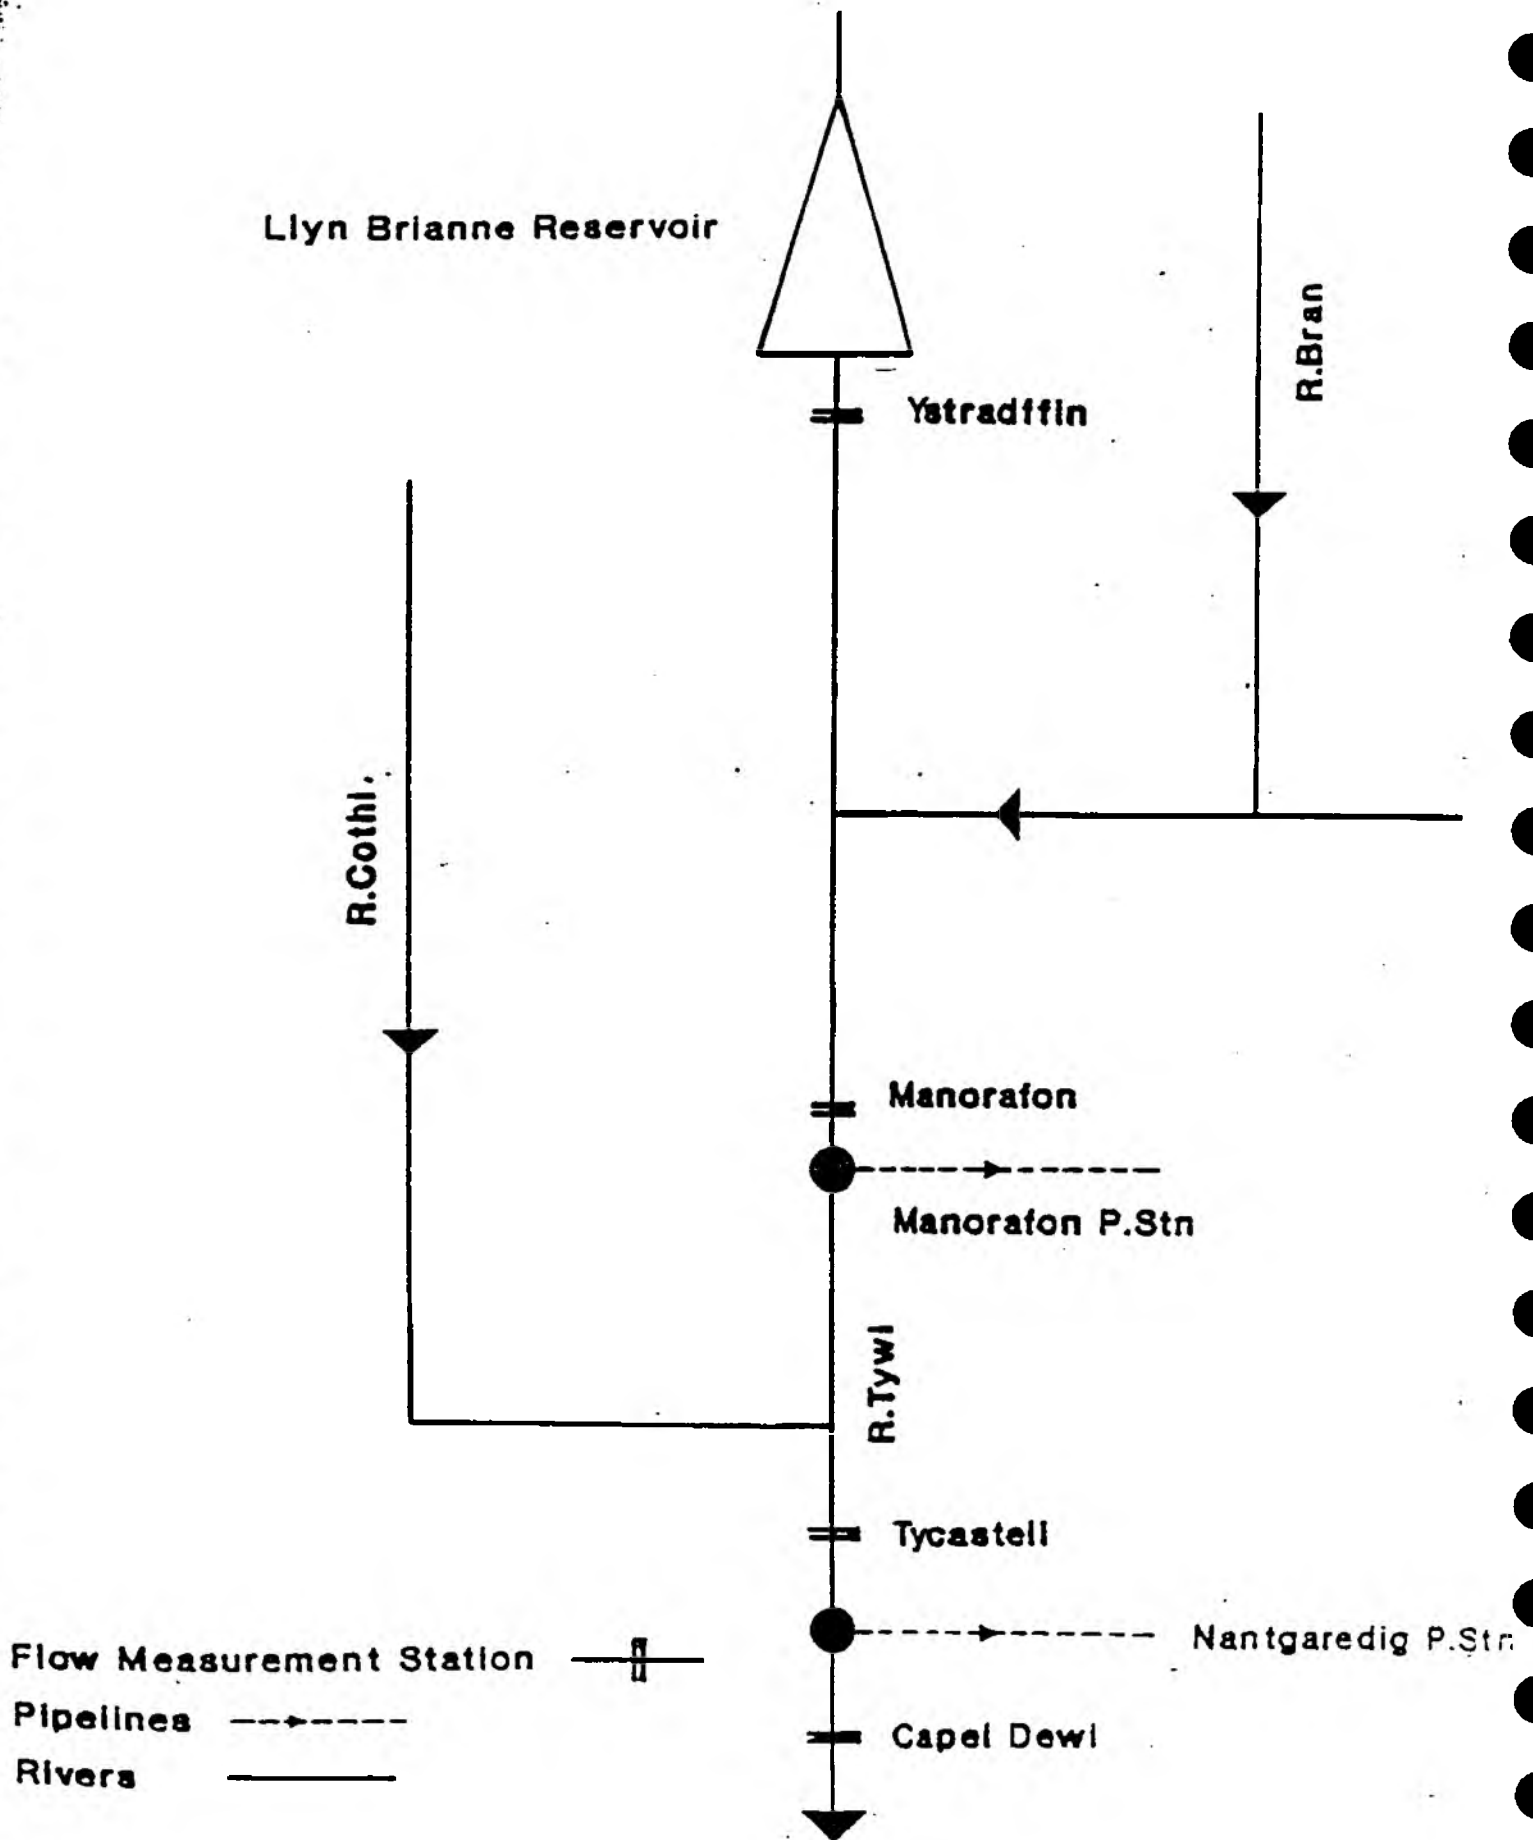 Llyn Brianne Reservoir
R.Bran
Ystradffin
R.Cothi.
Manorafon
Manorafon P.Stn
R.Tywi
Tycastell
Nantgaredig P.Stn
Flow Measurement Station
Capel Dewi
Pipelines
Rivers